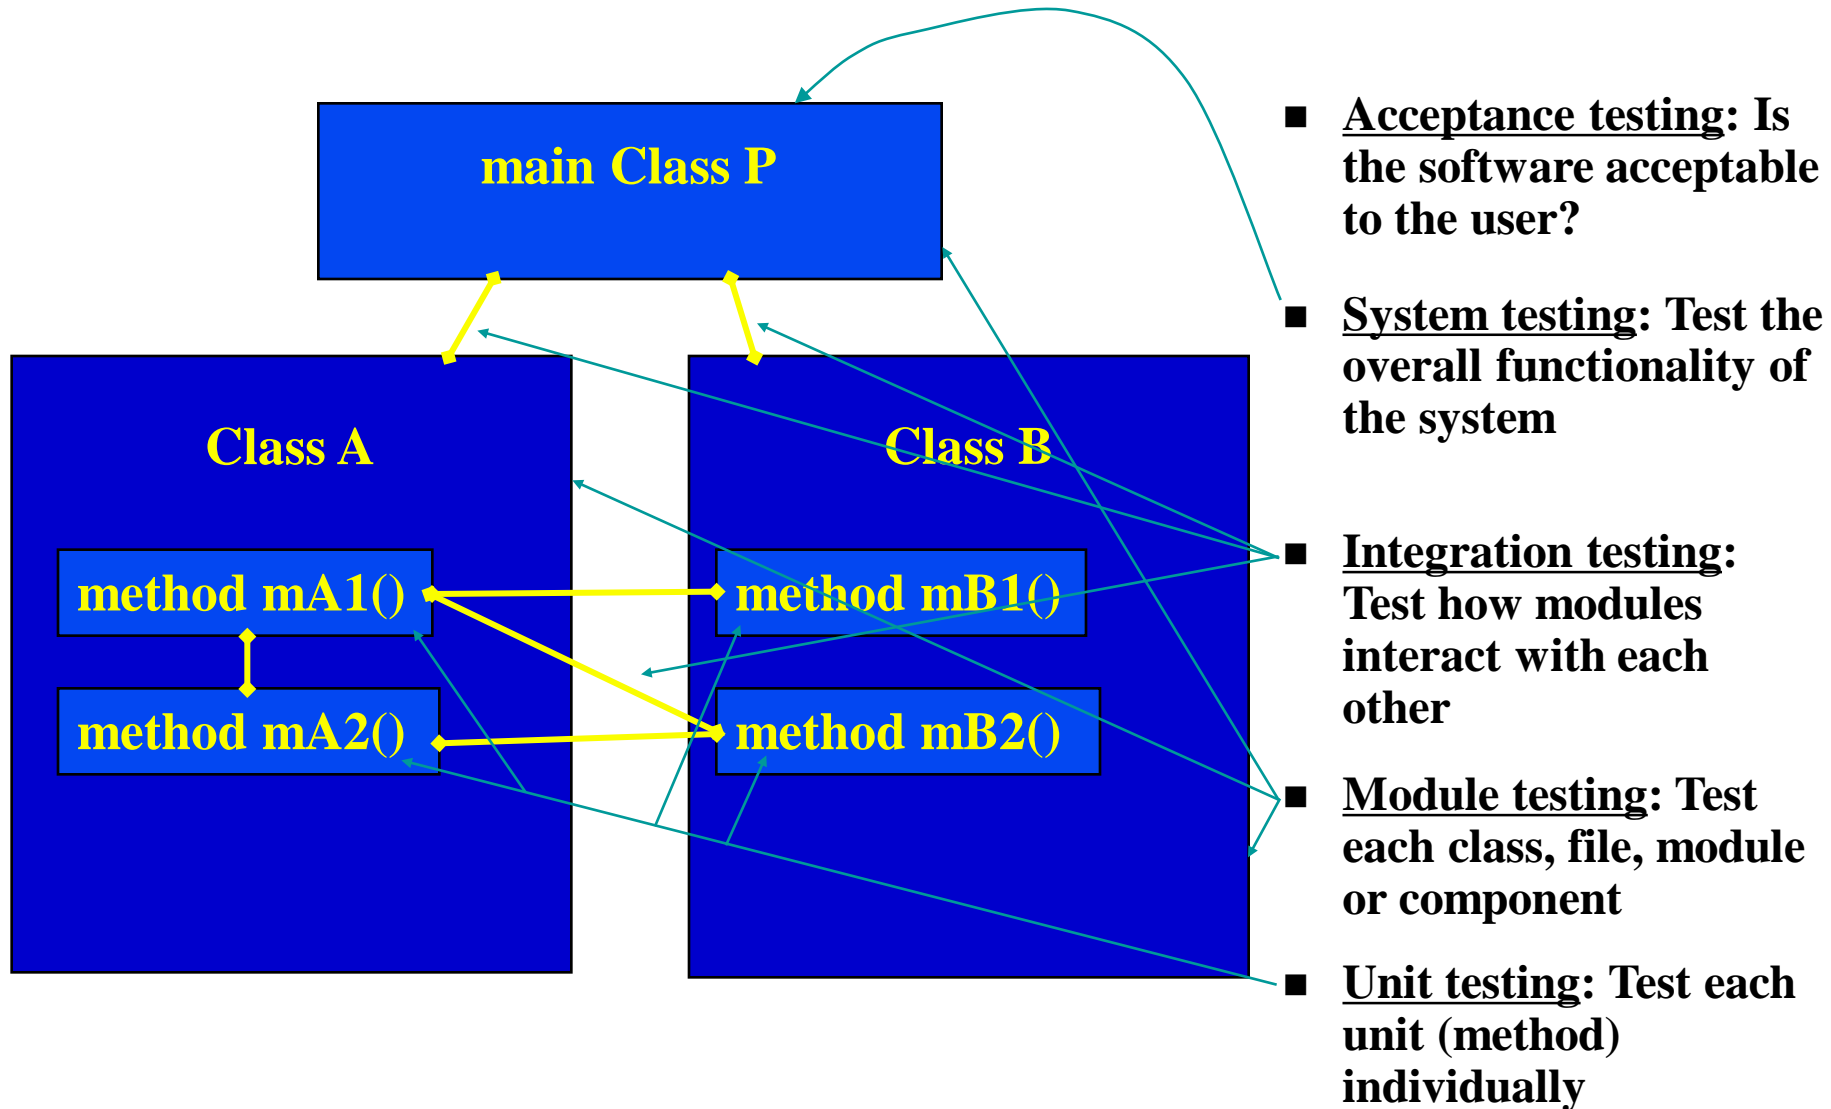 main Class P
Class A
Class B
method mA1()
method mB1()
method mA2()
method mB2()
■ Acceptance testing: Is
the software acceptable
to the user?
■ System testing: Test the
overall functionality of
the system
■ Integration testing:
Test how modules
interact with each
other
■ Module testing: Test
each class, file, module
or component
■ Unit testing: Test each
unit (method)
individually